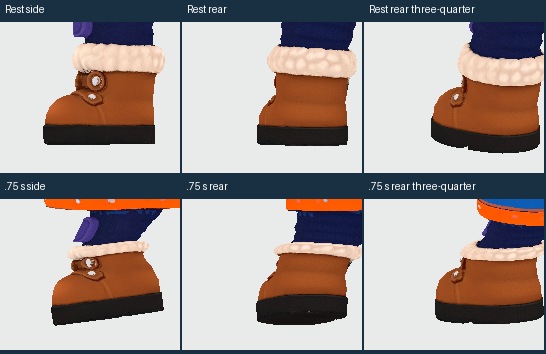 Rest side
Rest rear
Rest rear three-quarter
.75 s side
.75 s rear
.75 s rear three-quarter